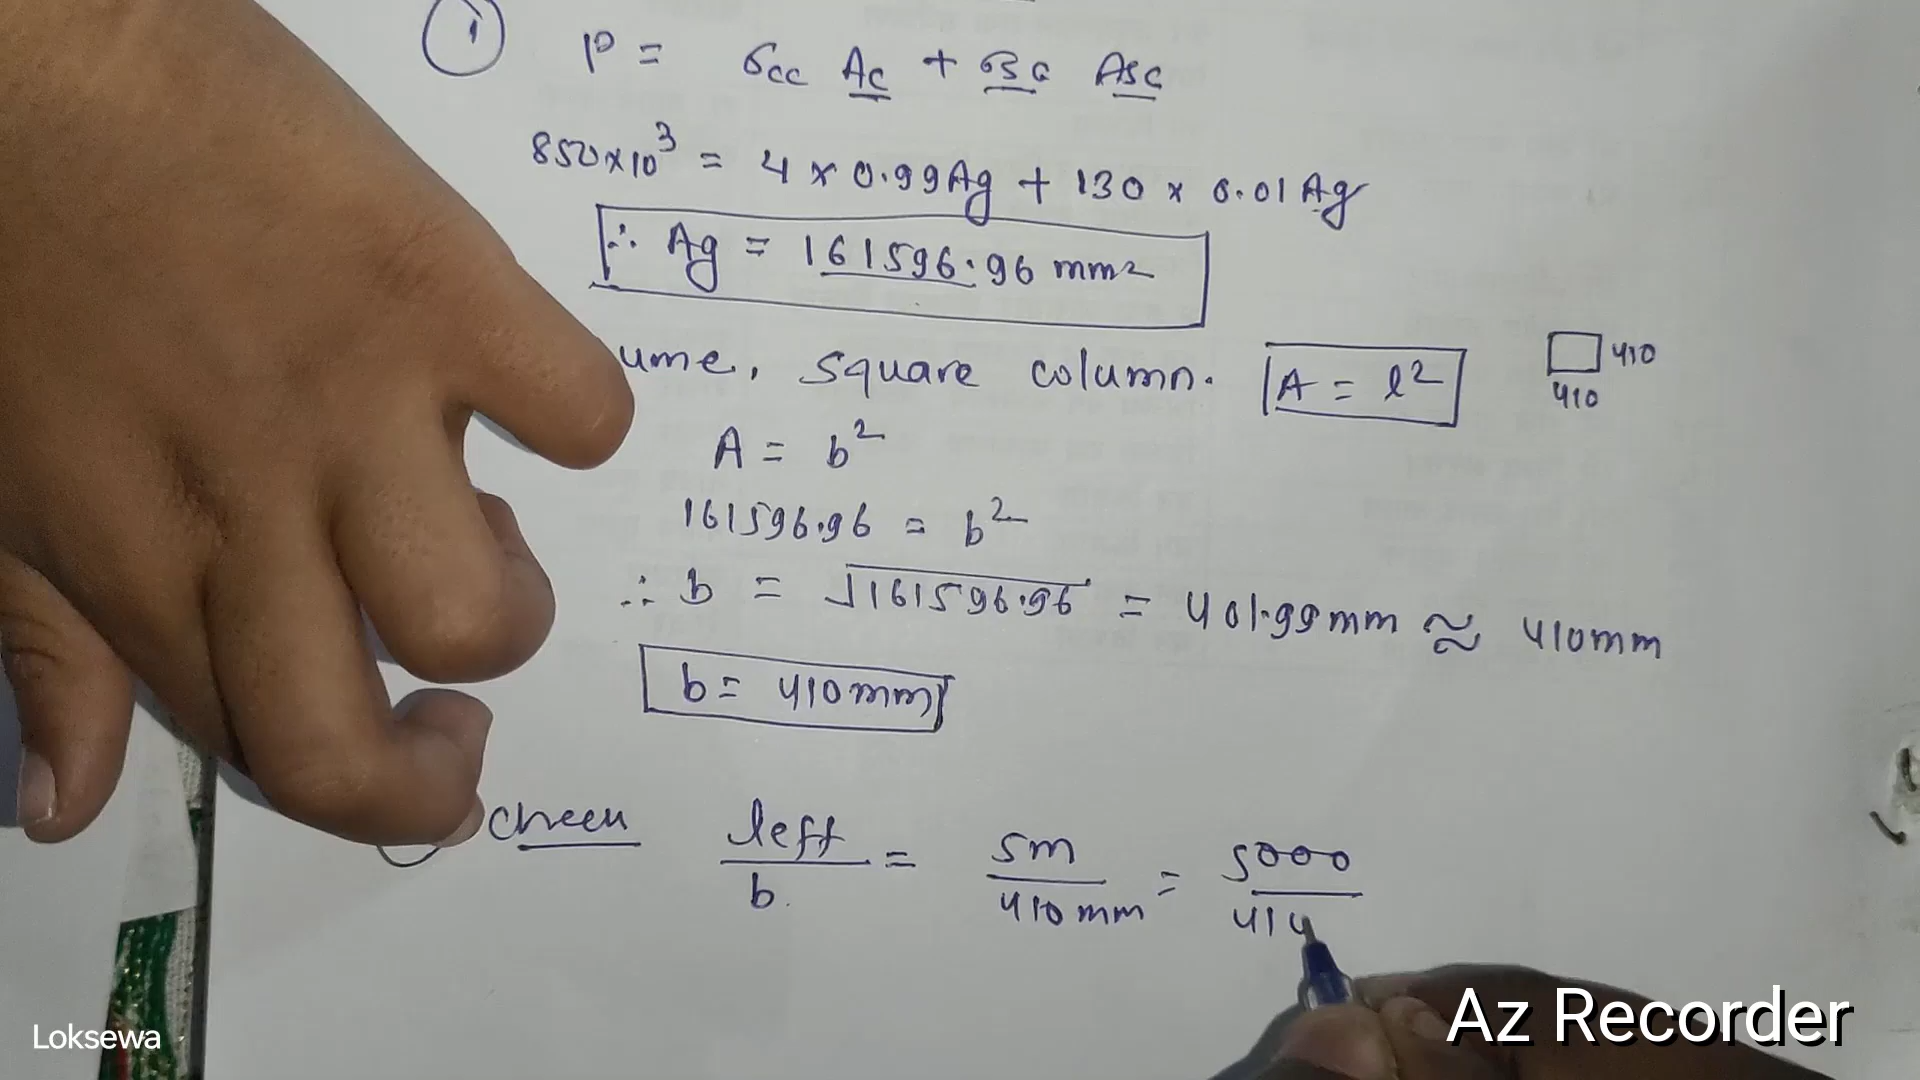 1
P = σcc Ac + σsc Asc
850×10³ = 4 × 0.99Ag + 130 × 0.01 Ag
∴ Ag = 161596.96 mm²
ume, square column. A = l² 410
410
A = b²
161596.96 = b²
∴ b = √161596.96 = 401.99mm ≈ 410mm
b = 410mm
check leff/b = 5m/410mm = 5000/410
Loksewa
Az Recorder